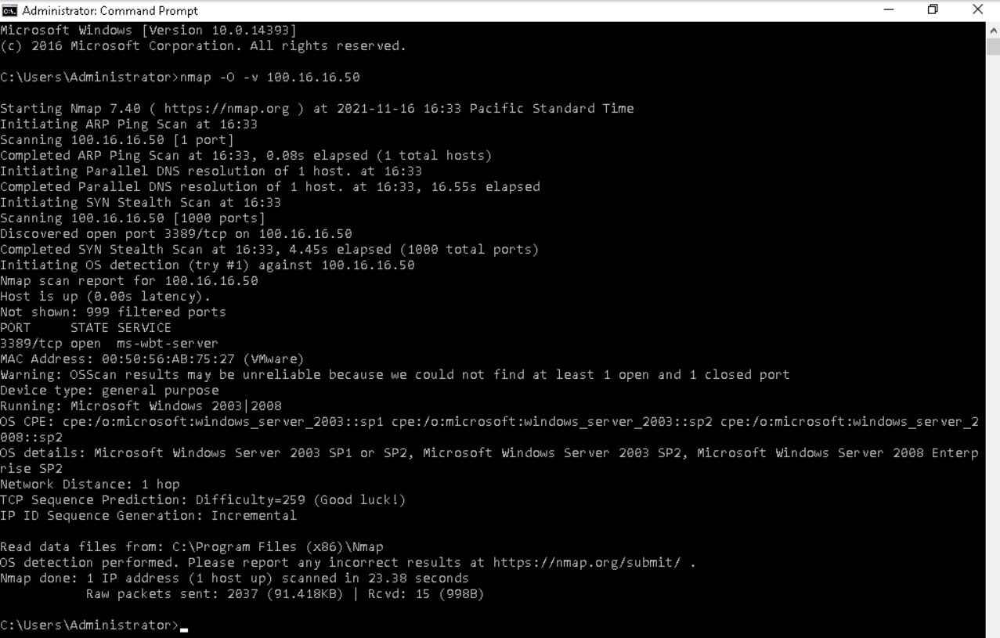 Administrator: Command Prompt
Microsoft Windows [Version 10.0.14393]
(c) 2016 Microsoft Corporation. All rights reserved.
C:\Users\Administrator>nmap -O -v 100.16.16.50
Starting Nmap 7.40 ( https://nmap.org ) at 2021-11-16 16:33 Pacific Standard Time
Initiating ARP Ping Scan at 16:33
Scanning 100.16.16.50 [1 port]
Completed ARP Ping Scan at 16:33, 0.08s elapsed (1 total hosts)
Initiating Parallel DNS resolution of 1 host. at 16:33
Completed Parallel DNS resolution of 1 host. at 16:33, 16.55s elapsed
Initiating SYN Stealth Scan at 16:33
Scanning 100.16.16.50 [1000 ports]
Discovered open port 3389/tcp on 100.16.16.50
Completed SYN Stealth Scan at 16:33, 4.45s elapsed (1000 total ports)
Initiating OS detection (try #1) against 100.16.16.50
Nmap scan report for 100.16.16.50
Host is up (0.00s latency).
Not shown: 999 filtered ports
PORT     STATE SERVICE
3389/tcp open  ms-wbt-server
MAC Address: 00:50:56:AB:75:27 (VMware)
Warning: OSScan results may be unreliable because we could not find at least 1 open and 1 closed port
Device type: general purpose
Running: Microsoft Windows 2003|2008
OS CPE: cpe:/o:microsoft:windows_server_2003::sp1 cpe:/o:microsoft:windows_server_2003::sp2 cpe:/o:microsoft:windows_server_2
008::sp2
OS details: Microsoft Windows Server 2003 SP1 or SP2, Microsoft Windows Server 2003 SP2, Microsoft Windows Server 2008 Enterp
rise SP2
Network Distance: 1 hop
TCP Sequence Prediction: Difficulty=259 (Good luck!)
IP ID Sequence Generation: Incremental
Read data files from: C:\Program Files (x86)\Nmap
OS detection performed. Please report any incorrect results at https://nmap.org/submit/ .
Nmap done: 1 IP address (1 host up) scanned in 23.38 seconds
           Raw packets sent: 2037 (91.418KB) | Rcvd: 15 (998B)
C:\Users\Administrator>